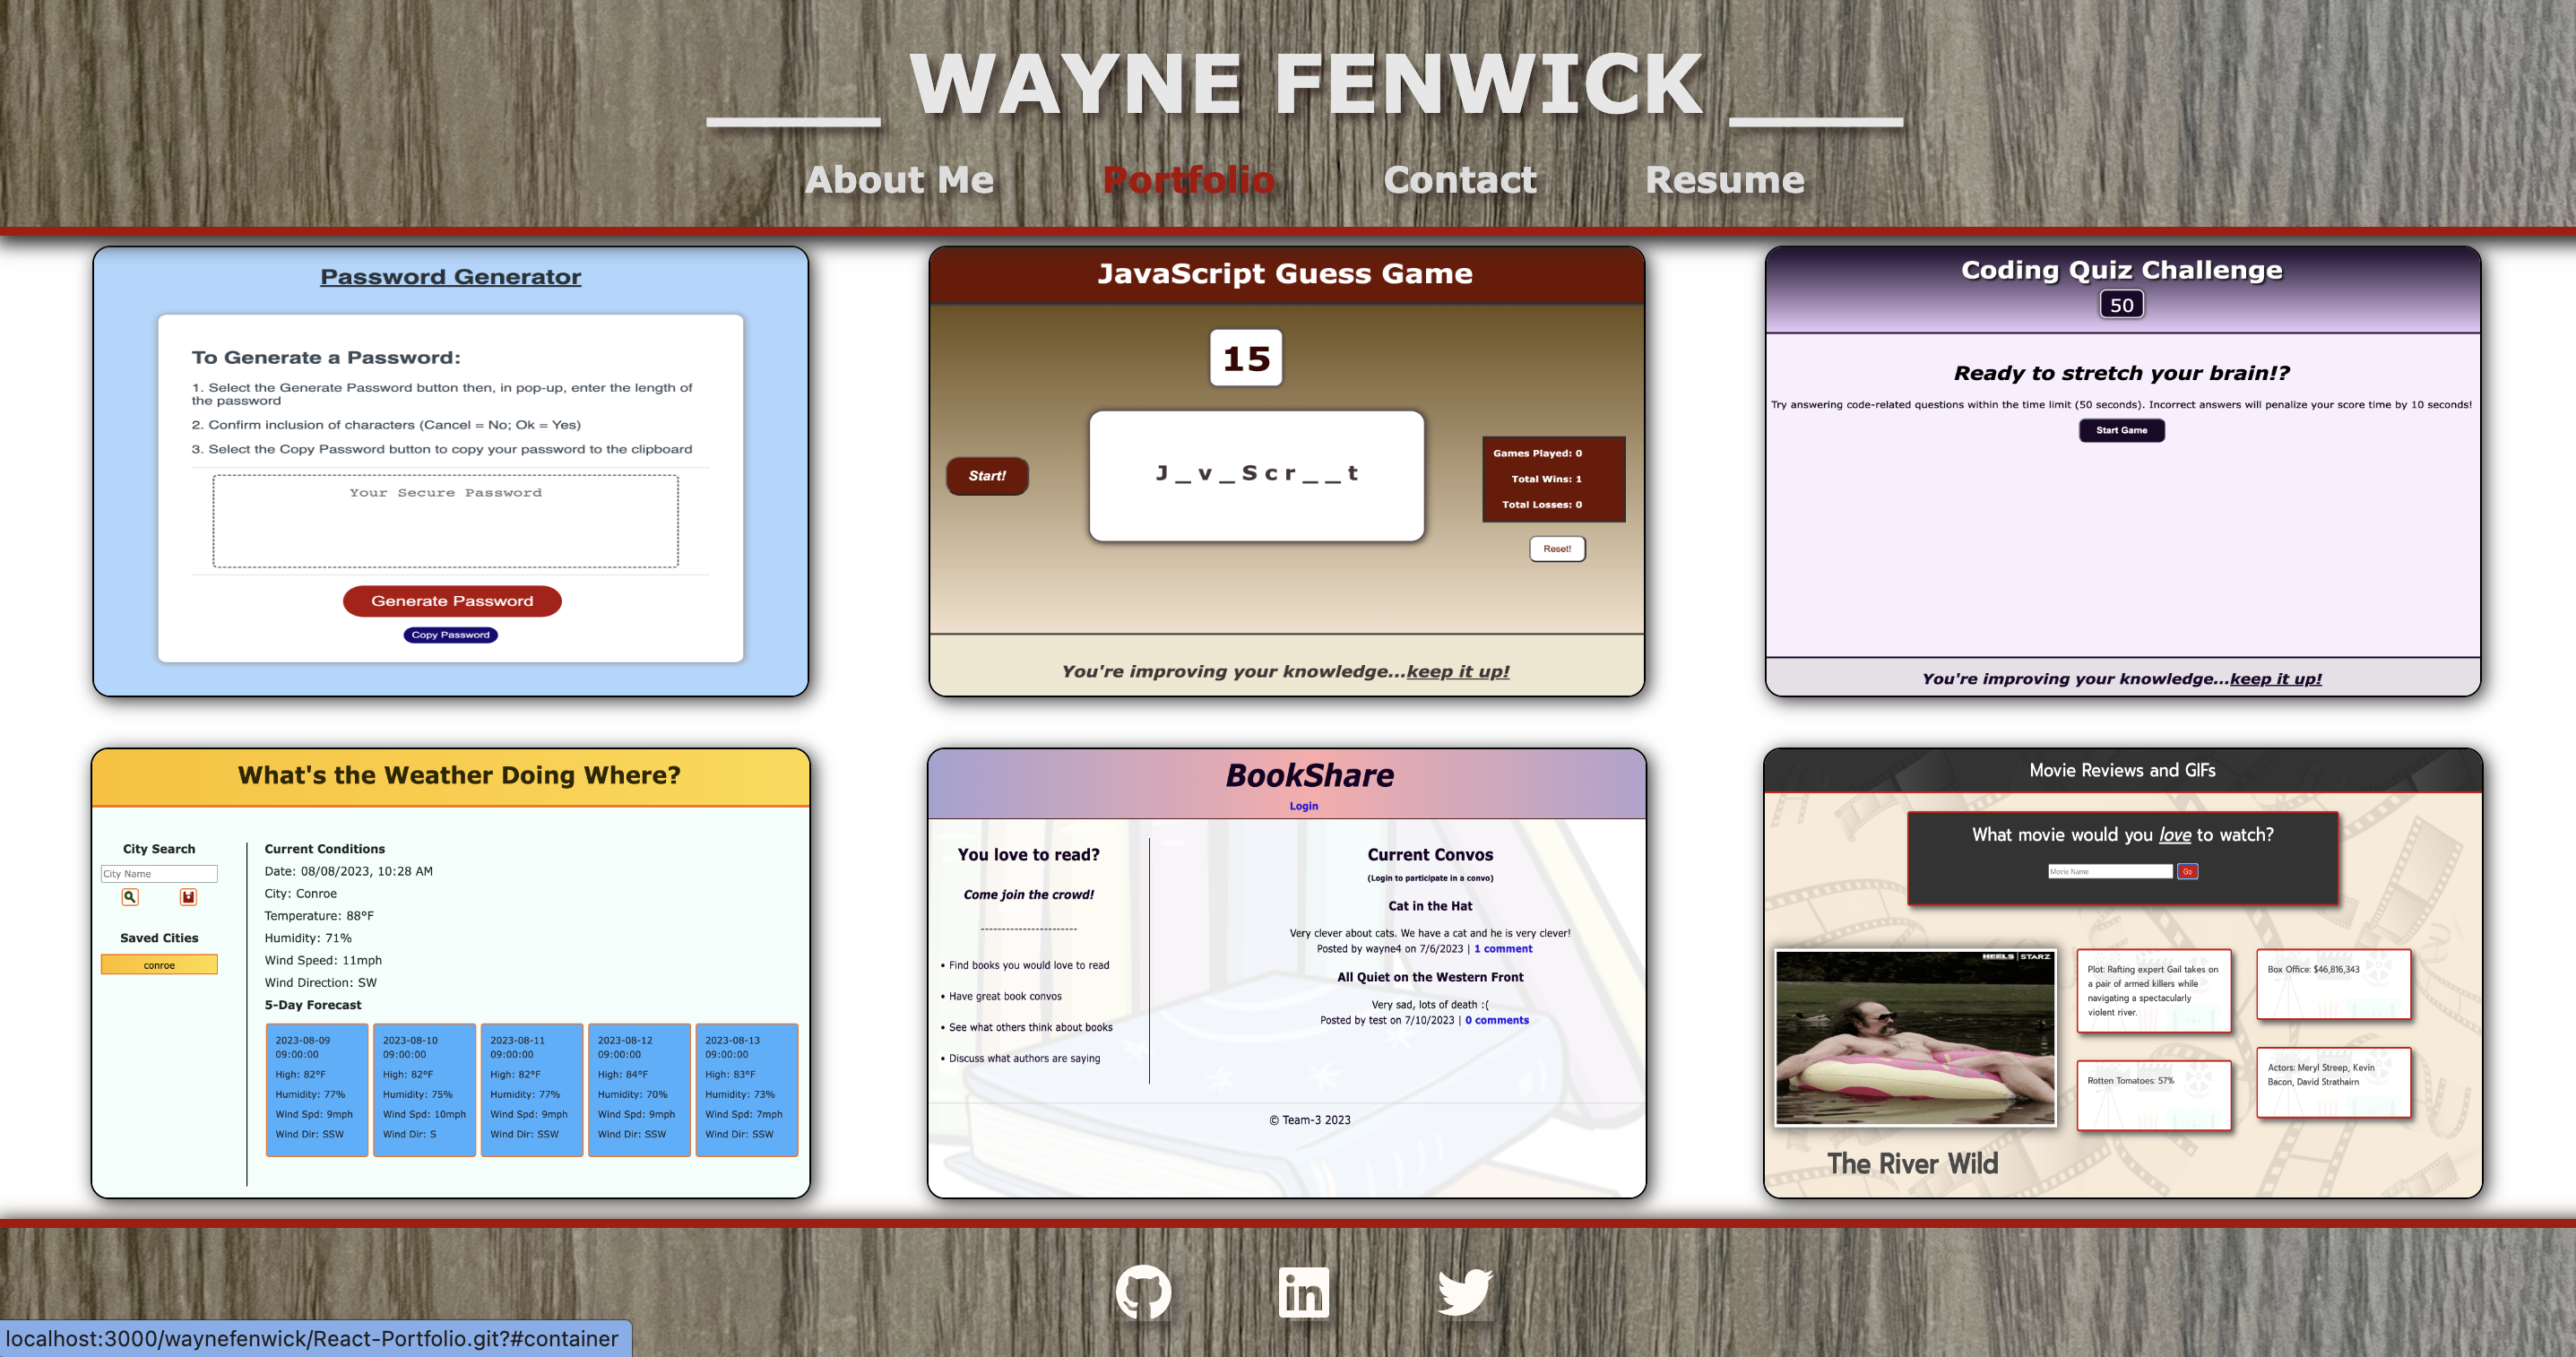 WAYNE FENWICK
About Me Portfolio Contact Resume
Password Generator
To Generate a Password:
1. Select the Generate Password button then, in pop-up, enter the length of
the password
2. Confirm inclusion of characters (Cancel = No; Ok = Yes)
3. Select the Copy Password button to copy your password to the clipboard
Your Secure Password
Generate Password
Copy Password
JavaScript Guess Game
15
Start!
J _ v _ S c r _ _ t
Games Played: 0
Total Wins: 1
Total Losses: 0
Reset!
You're improving your knowledge...keep it up!
Coding Quiz Challenge
50
Ready to stretch your brain!?
Try answering code-related questions within the time limit (50 seconds). Incorrect answers will penalize your score time by 10 seconds!
Start Game
You're improving your knowledge...keep it up!
What's the Weather Doing Where?
City Search
City Name
Saved Cities
conroe
Current Conditions
Date: 08/08/2023, 10:28 AM
City: Conroe
Temperature: 88°F
Humidity: 71%
Wind Speed: 11mph
Wind Direction: SW
5-Day Forecast
2023-08-09
09:00:00
High: 82°F
Humidity: 77%
Wind Spd: 9mph
Wind Dir: SSW
2023-08-10
09:00:00
High: 82°F
Humidity: 75%
Wind Spd: 10mph
Wind Dir: S
2023-08-11
09:00:00
High: 82°F
Humidity: 77%
Wind Spd: 9mph
Wind Dir: SSW
2023-08-12
09:00:00
High: 84°F
Humidity: 70%
Wind Spd: 9mph
Wind Dir: SSW
2023-08-13
09:00:00
High: 83°F
Humidity: 73%
Wind Spd: 7mph
Wind Dir: SSW
BookShare
Login
You love to read?
Come join the crowd!
-----------------------
• Find books you would love to read
• Have great book convos
• See what others think about books
• Discuss what authors are saying
Current Convos
(Login to participate in a convo)
Cat in the Hat
Very clever about cats. We have a cat and he is very clever!
Posted by wayne4 on 7/6/2023 | 1 comment
All Quiet on the Western Front
Very sad, lots of death :(
Posted by test on 7/10/2023 | 0 comments
© Team-3 2023
Movie Reviews and GIFs
What movie would you love to watch?
Movie Name
Go
HEELS | STARZ
The River Wild
Plot: Rafting expert Gail takes on
a pair of armed killers while
navigating a spectacularly
violent river.
Box Office: $46,816,343
Rotten Tomatoes: 57%
Actors: Meryl Streep, Kevin
Bacon, David Strathairn
in
localhost:3000/waynefenwick/React-Portfolio.git?#container